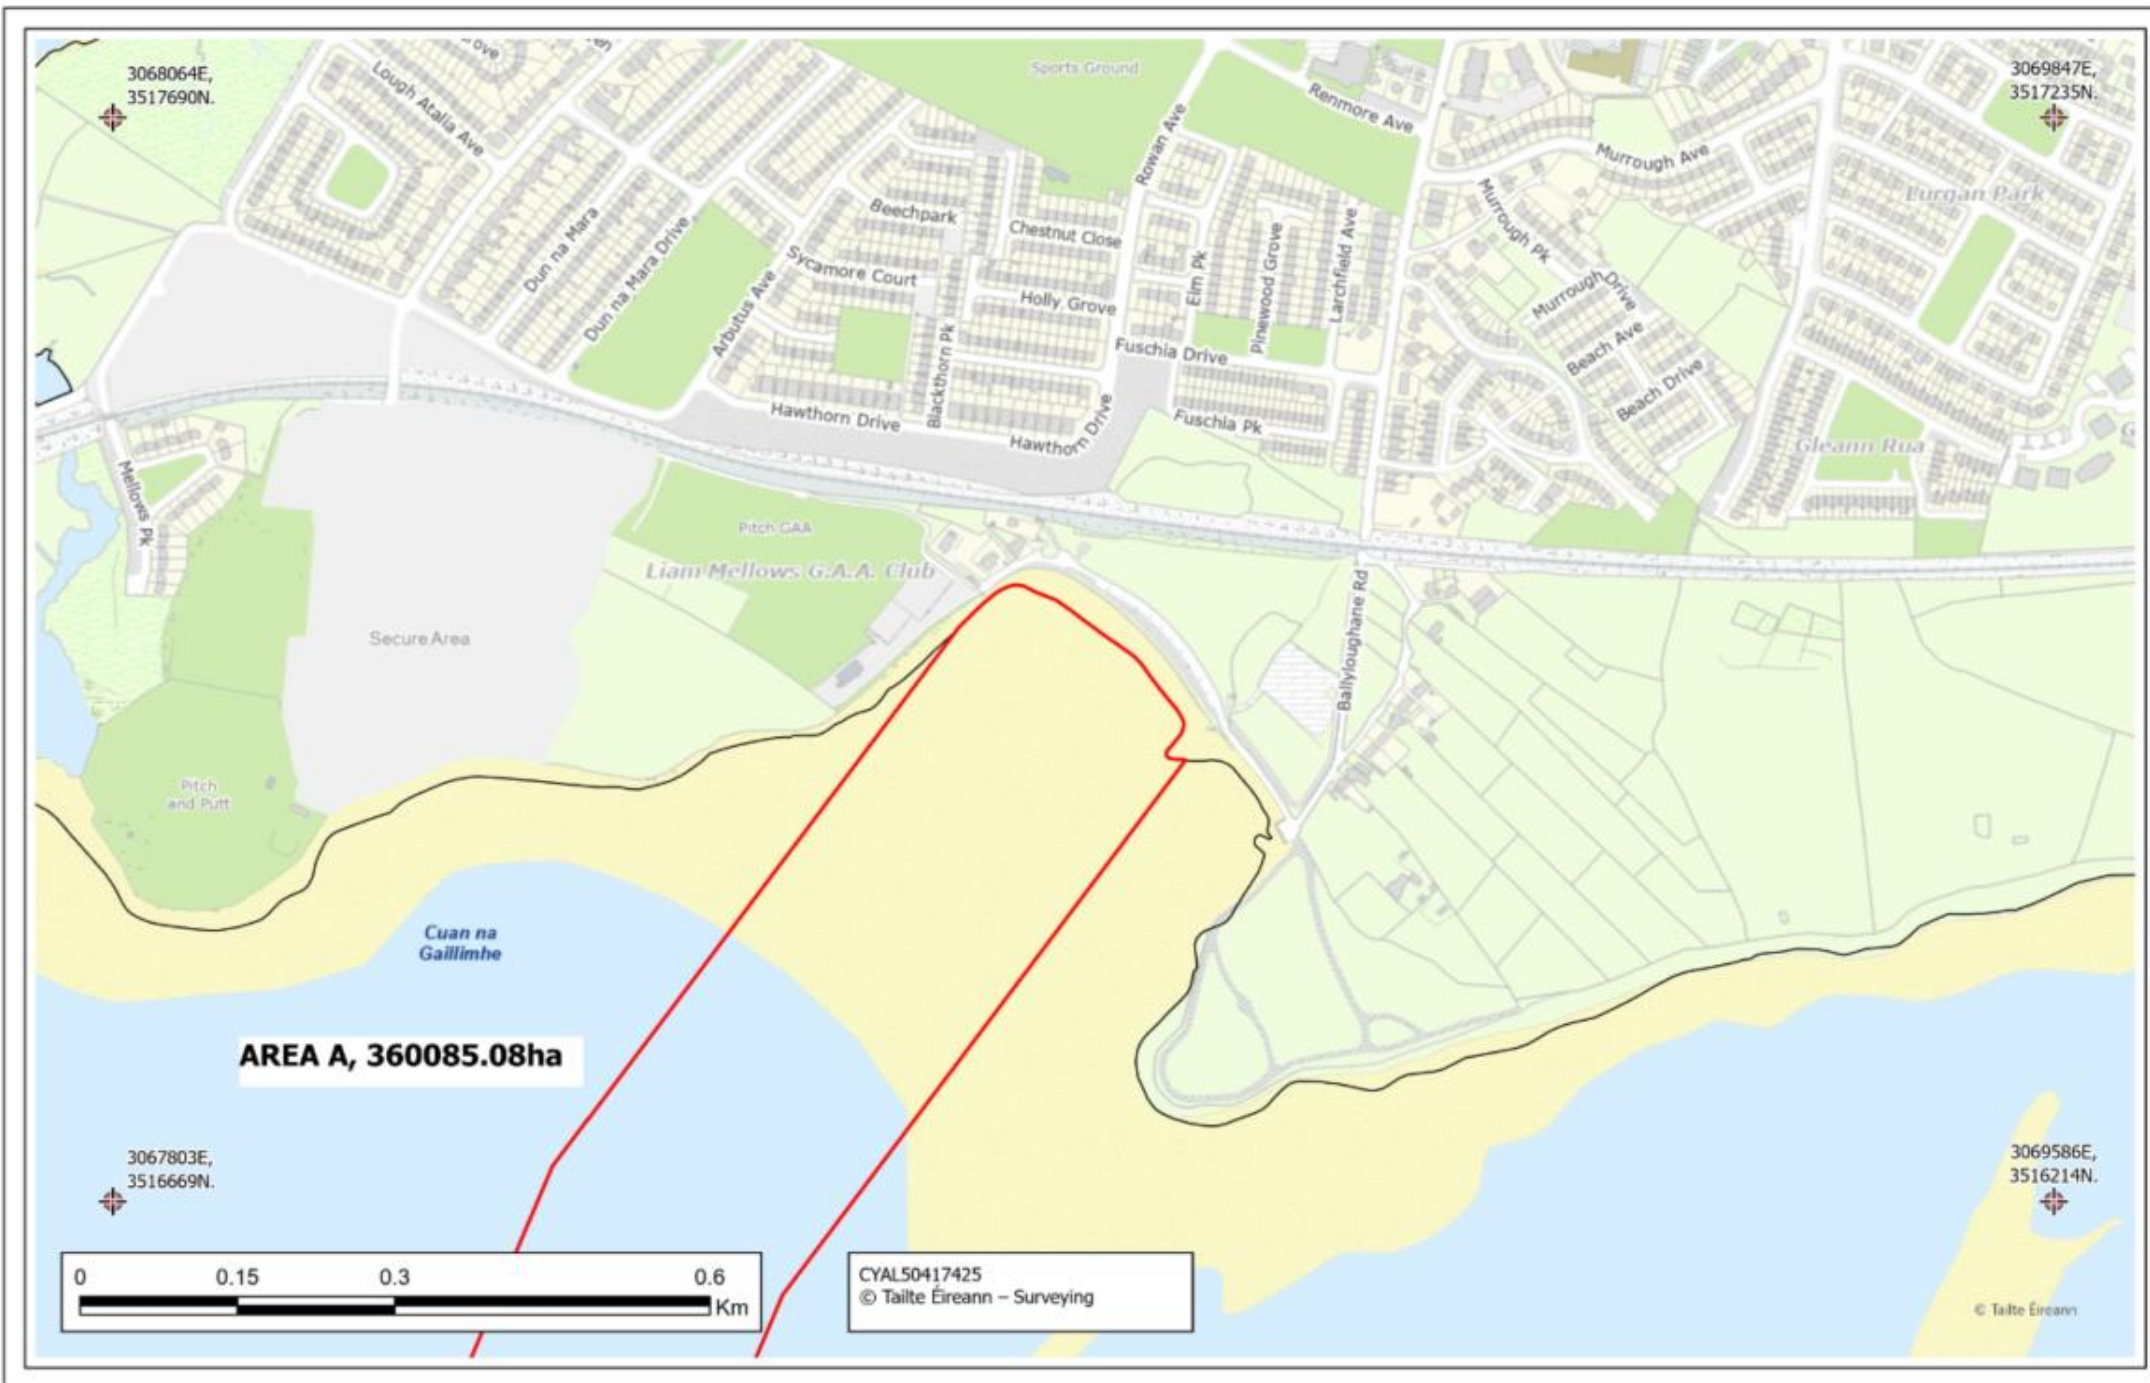 rove
3068064E,
3517690N.
Lough Atalia Ave
Sports Ground
Renmore Ave
3069847E,
3517235N.
Rowan Ave
Murrough Ave
Lurgan Park
Beechpark
Chestnut Close
Murrough Pk
Dun na Mara
Dun na Mara Drive
Sycamore Court
Arbutus Ave
Holly Grove
Elm Pk
Pinewood Grove
Larchfield Ave
Murrough Drive
Beach Ave
Beach Drive
Blackthorn Pk
Fuschia Drive
Hawthorn Drive
Hawthorn Drive
Fuschia Pk
Gleann Rua
G
Mellows Pk
Pitch GAA
Liam Mellows G.A.A. Club
Secure Area
Ballyloughane Rd
Pitch
and Putt
Cuan na
Gaillimhe
AREA A, 360085.08ha
3067803E,
3516669N.
3069586E,
3516214N.
0 0.15 0.3 0.6
Km
CYAL50417425
© Tailte Éireann – Surveying
© Tailte Éireann